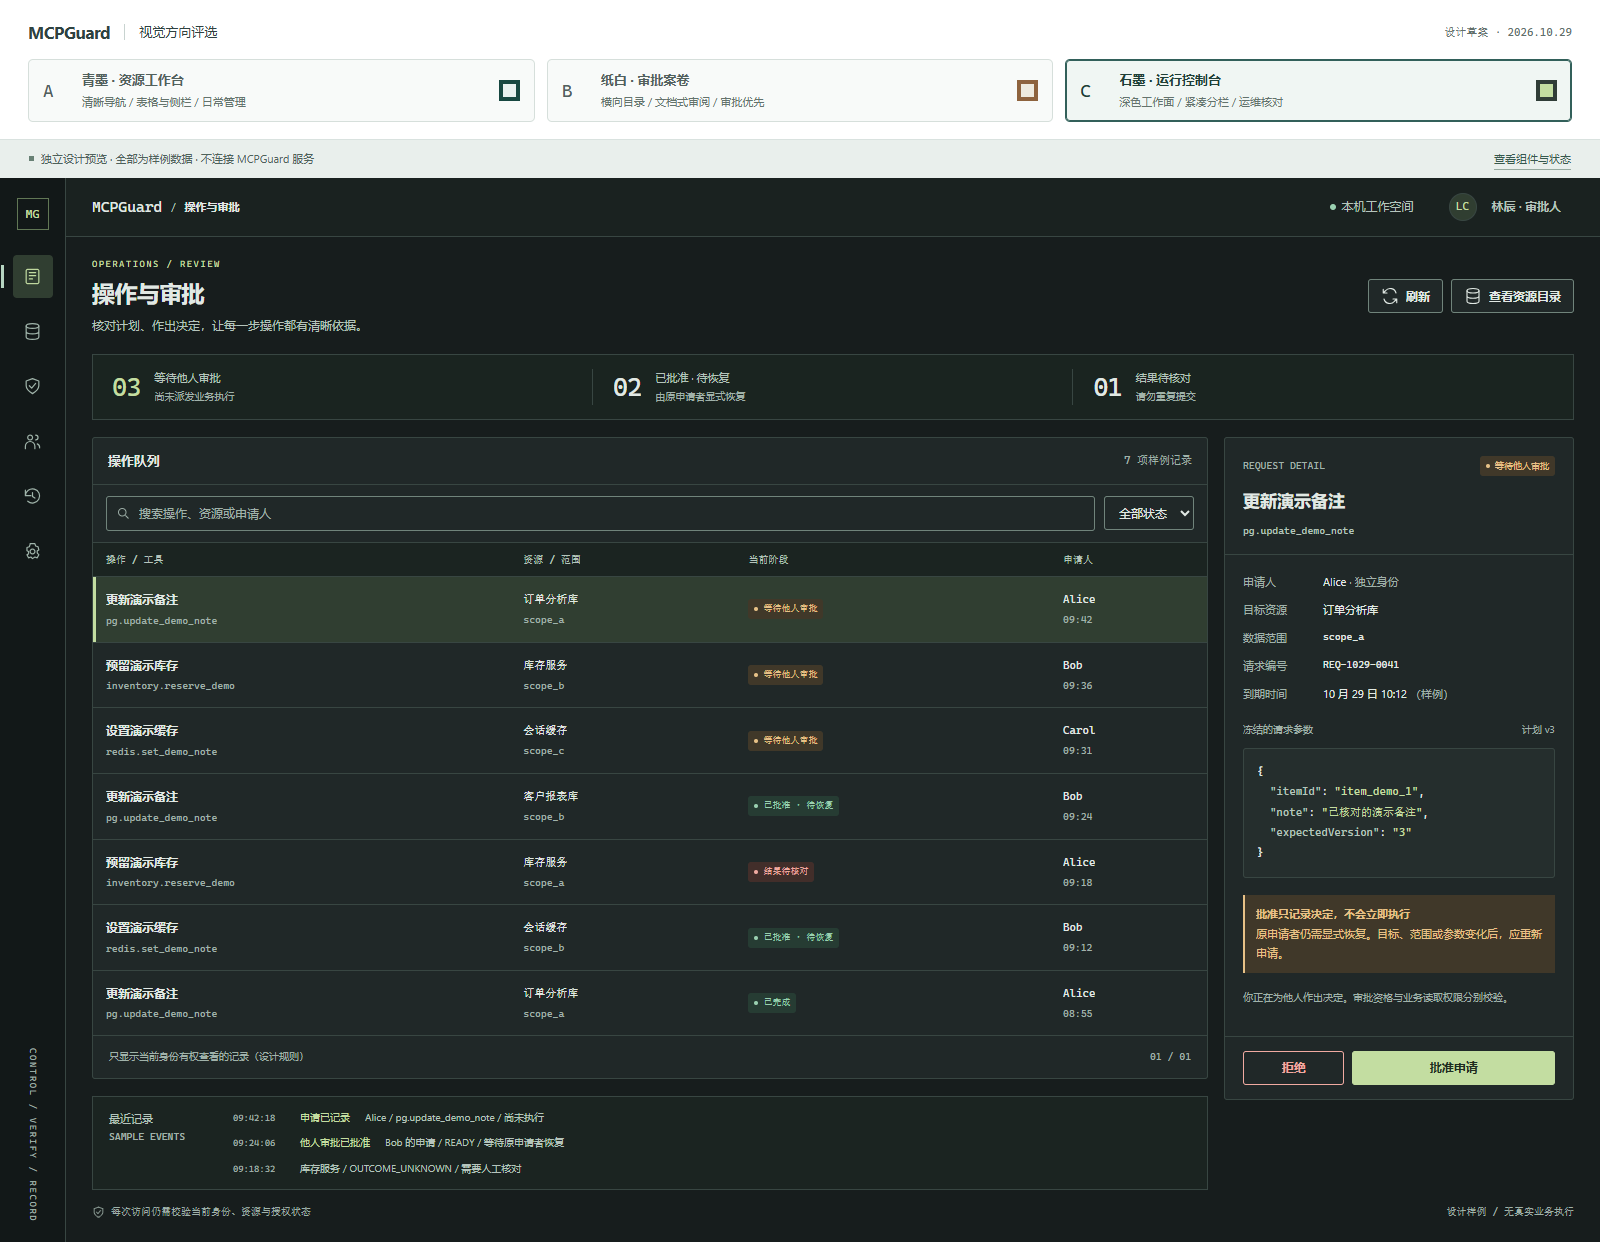 MCPGuard 视觉方向评选
设计草案 · 2026.10.29
A 青墨 · 资源工作台
清晰导航 / 表格与侧栏 / 日常管理
B 纸白 · 审批案卷
横向目录 / 文档式审阅 / 审批优先
C 石墨 · 运行控制台
深色工作面 / 紧凑分栏 / 运维核对
独立设计预览 · 全部为样例数据 · 不连接 MCPGuard 服务
查看组件与状态
MG
MCPGuard / 操作与审批
本机工作空间
LC 林辰 · 审批人
OPERATIONS / REVIEW
操作与审批
核对计划、作出决定，让每一步操作都有清晰依据。
刷新
查看资源目录
03 等待他人审批
尚未派发业务执行
02 已批准 · 待恢复
由原申请者显式恢复
01 结果待核对
请勿重复提交
操作队列
7 项样例记录
搜索操作、资源或申请人
全部状态
操作 / 工具 资源 / 范围 当前阶段 申请人
更新演示备注 订单分析库 等待他人审批 Alice
pg.update_demo_note scope_a 09:42
预留演示库存 库存服务 等待他人审批 Bob
inventory.reserve_demo scope_b 09:36
设置演示缓存 会话缓存 等待他人审批 Carol
redis.set_demo_note scope_c 09:31
更新演示备注 客户报表库 已批准 · 待恢复 Bob
pg.update_demo_note scope_b 09:24
预留演示库存 库存服务 结果待核对 Alice
inventory.reserve_demo scope_a 09:18
设置演示缓存 会话缓存 已批准 · 待恢复 Bob
redis.set_demo_note scope_b 09:12
更新演示备注 订单分析库 已完成 Alice
pg.update_demo_note scope_a 08:55
只显示当前身份有权查看的记录（设计规则）
01 / 01
REQUEST DETAIL
等待他人审批
更新演示备注
pg.update_demo_note
申请人 Alice · 独立身份
目标资源 订单分析库
数据范围 scope_a
请求编号 REQ-1029-0041
到期时间 10 月 29 日 10:12 （样例）
冻结的请求参数 计划 v3
{
"itemId": "item_demo_1",
"note": "已核对的演示备注",
"expectedVersion": "3"
}
批准只记录决定，不会立即执行
原申请者仍需显式恢复。目标、范围或参数变化后，应重新
申请。
你正在为他人作出决定。审批资格与业务读取权限分别校验。
拒绝
批准申请
最近记录
SAMPLE EVENTS
09:42:18 申请已记录 Alice / pg.update_demo_note / 尚未执行
09:24:06 他人审批已批准 Bob 的申请 / READY / 等待原申请者恢复
09:18:32 库存服务 / OUTCOME_UNKNOWN / 需要人工核对
CONTROL / VERIFY / RECORD
每次访问仍需校验当前身份、资源与授权状态
设计样例 / 无真实业务执行